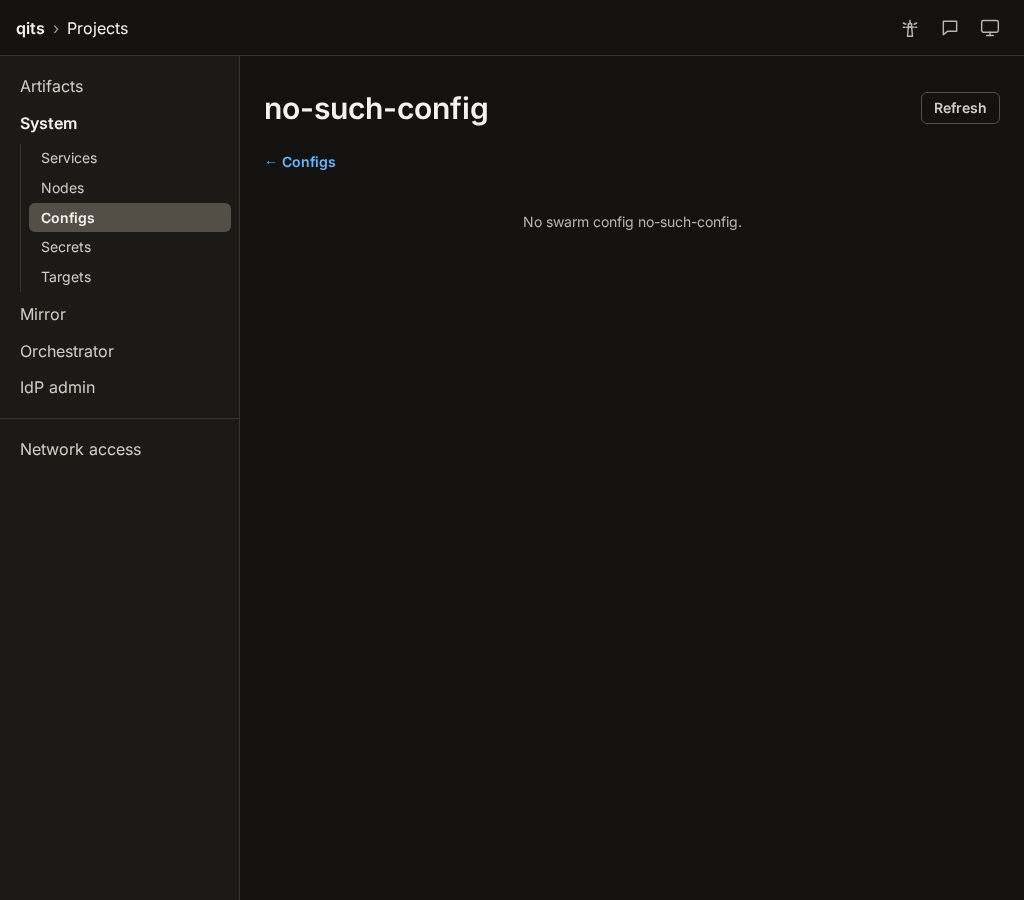 qits › Projects
Artifacts
System
Services
Nodes
Configs
Secrets
Targets
Mirror
Orchestrator
IdP admin
Network access
no-such-config
Refresh
← Configs
No swarm config no-such-config.